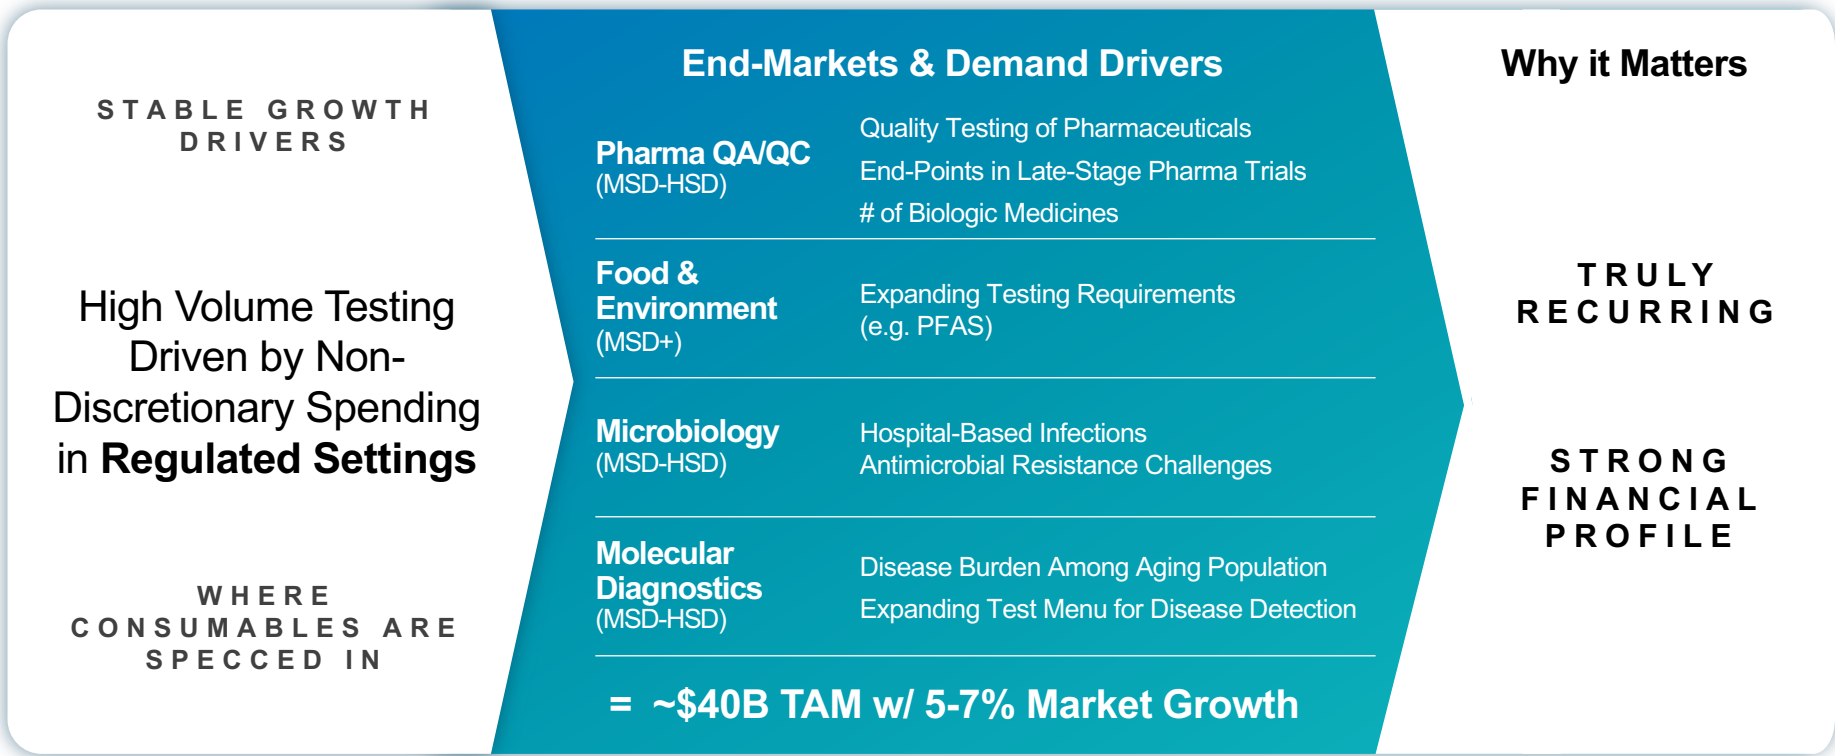 STABLE GROWTH
DRIVERS
High Volume Testing
Driven by Non-
Discretionary Spending
in Regulated Settings
WHERE
CONSUMABLES ARE
SPECCED IN
End-Markets & Demand Drivers
Pharma QA/QC
(MSD-HSD)
Quality Testing of Pharmaceuticals
End-Points in Late-Stage Pharma Trials
# of Biologic Medicines
Food &
Environment
(MSD+)
Expanding Testing Requirements
(e.g. PFAS)
Microbiology
(MSD-HSD)
Hospital-Based Infections
Antimicrobial Resistance Challenges
Molecular
Diagnostics
(MSD-HSD)
Disease Burden Among Aging Population
Expanding Test Menu for Disease Detection
= ~$40B TAM w/ 5-7% Market Growth
Why it Matters
TRULY
RECURRING
STRONG
FINANCIAL
PROFILE